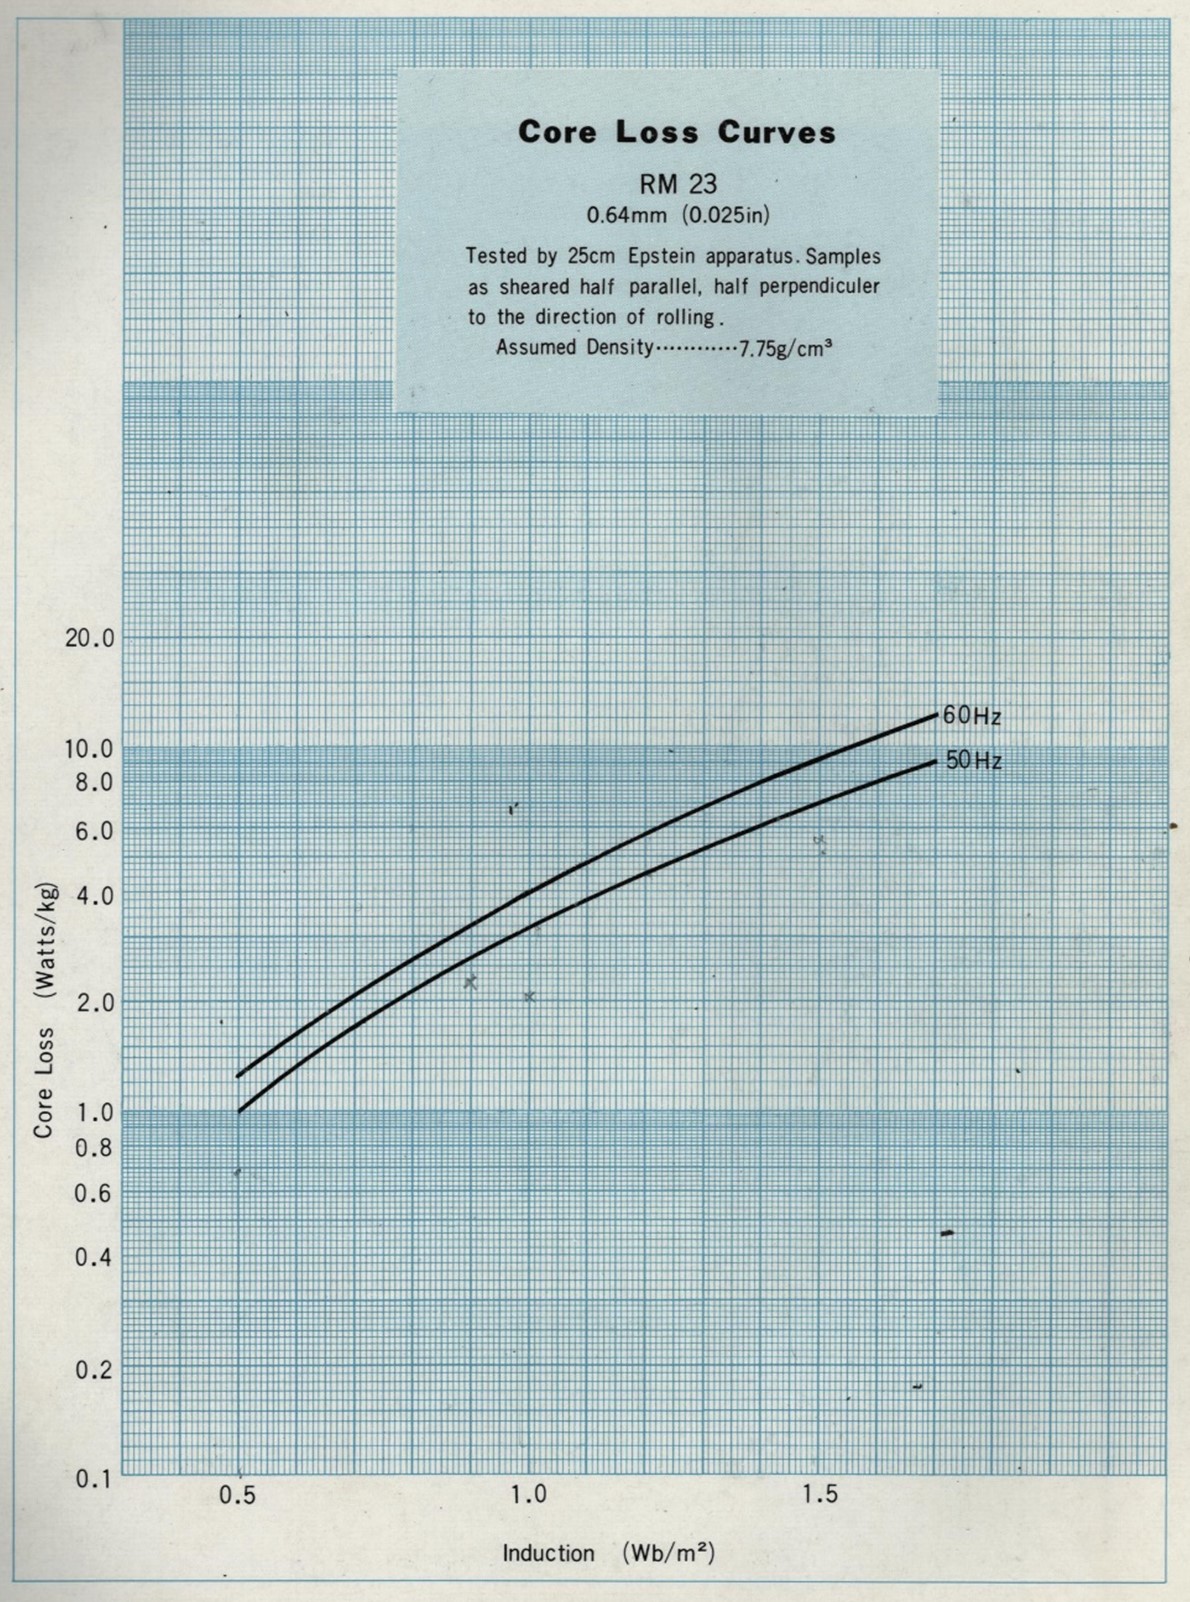 Core Loss Curves
RM 23
0.64mm (0.025in)
Tested by 25cm Epstein apparatus. Samples
as sheared half parallel, half perpendiculer
to the direction of rolling.
Assumed Density············7.75g/cm³
20.0
10.0
8.0
6.0
4.0
2.0
1.0
0.8
0.6
0.4
0.2
0.1
Core Loss (Watts/kg)
60Hz
50Hz
0.5 1.0 1.5
Induction (Wb/m²)